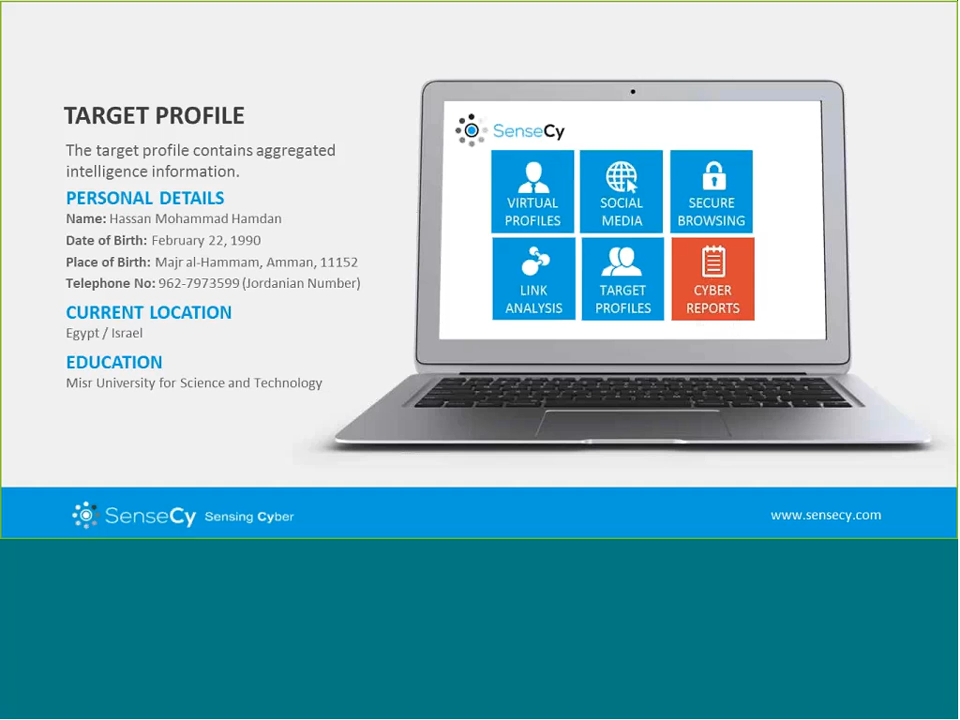 TARGET PROFILE
The target profile contains aggregated
intelligence information.
PERSONAL DETAILS
Name: Hassan Mohammad Hamdan
Date of Birth: February 22, 1990
Place of Birth: Majr al-Hammam, Amman, 11152
Telephone No: 962-7973599 (Jordanian Number)
CURRENT LOCATION
Egypt / Israel
EDUCATION
Misr University for Science and Technology
SenseCy
VIRTUAL
PROFILES
SOCIAL
MEDIA
SECURE
BROWSING
LINK
ANALYSIS
TARGET
PROFILES
CYBER
REPORTS
SenseCy Sensing Cyber
www.sensecy.com